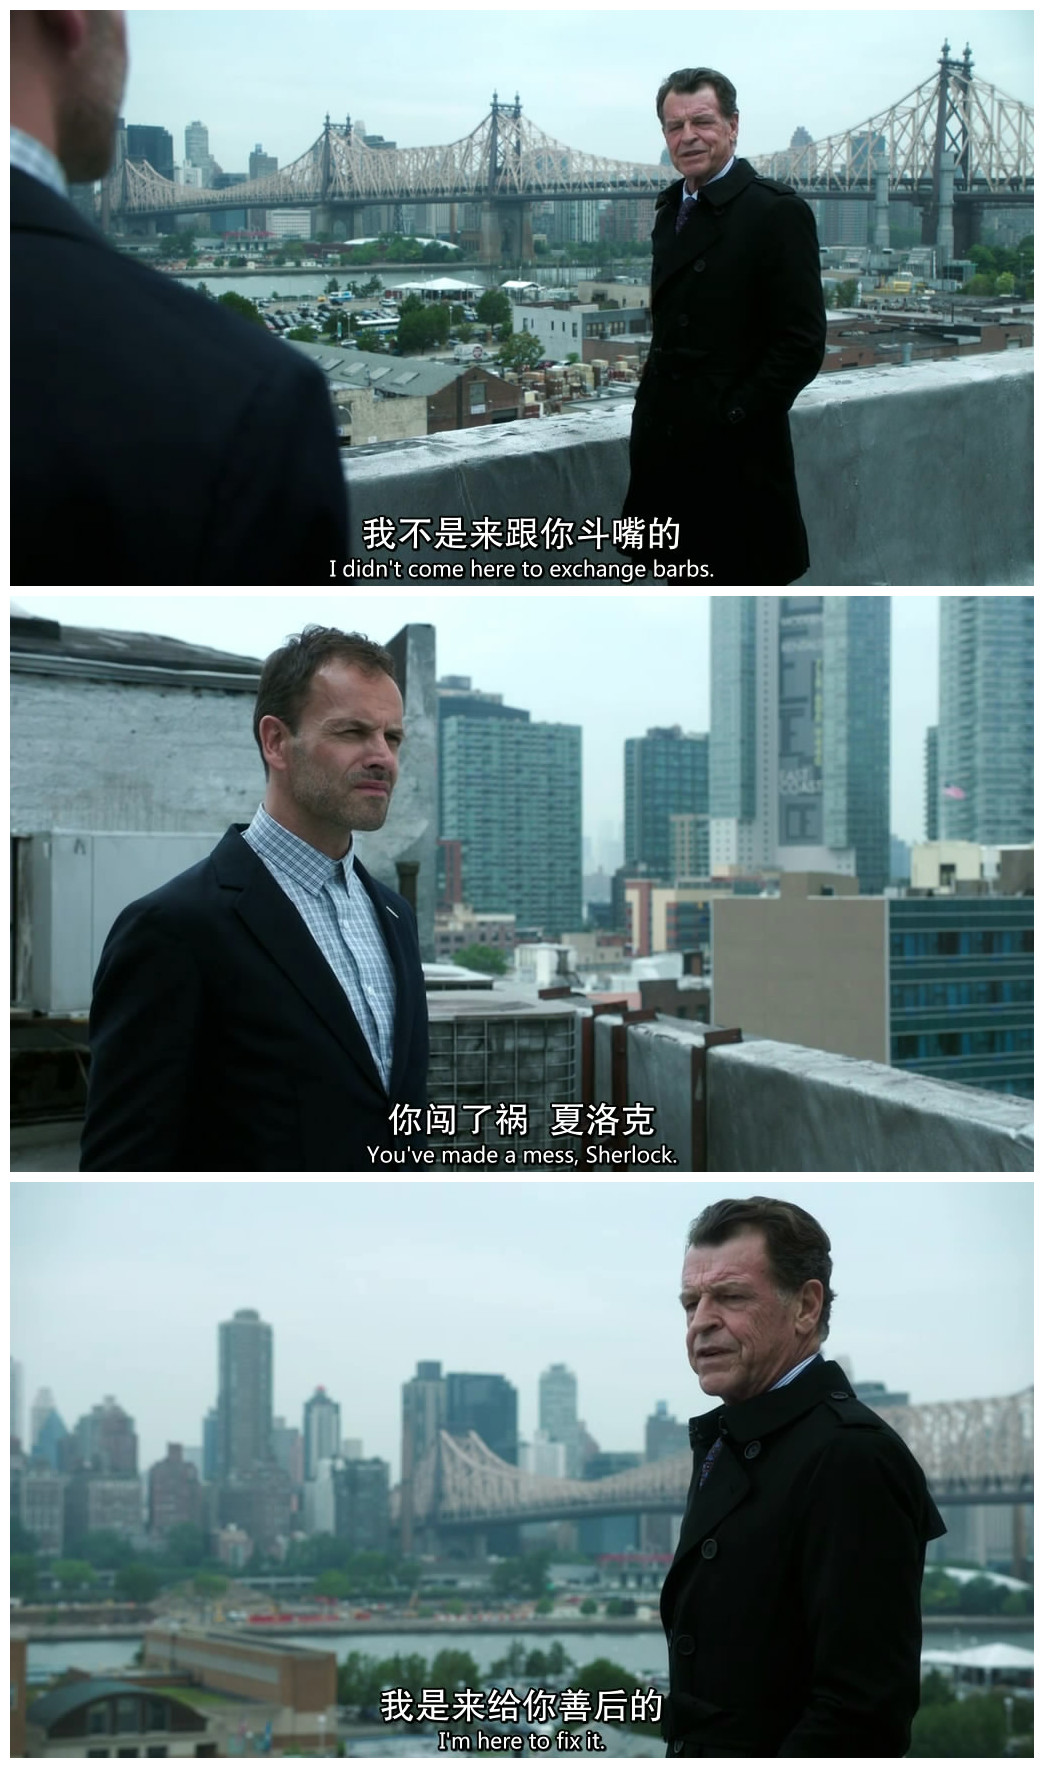 我不是来跟你斗嘴的
I didn't come here to exchange barbs.
EAST
COAST
你闯了祸 夏洛克
You've made a mess, Sherlock.
我是来给你善后的
I'm here to fix it.